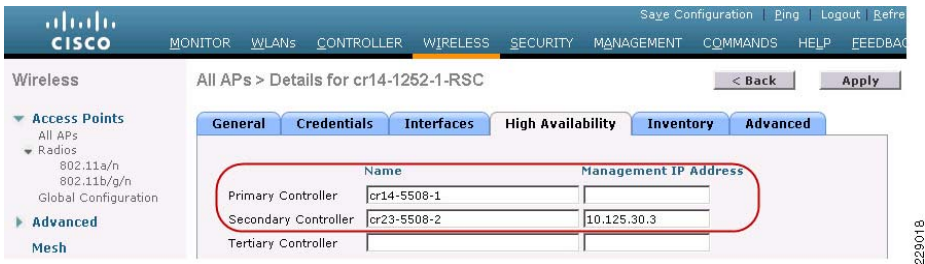 Save Configuration | Ping | Logout | Refre
CISCO MONITOR WLANs CONTROLLER WIRELESS SECURITY MANAGEMENT COMMANDS HELP FEEDBAC
Wireless
All APs > Details for cr14-1252-1-RSC
< Back
Apply
Access Points
All APs
Radios
802.11a/n
802.11b/g/n
Global Configuration
Advanced
Mesh
General Credentials Interfaces High Availability Inventory Advanced
Name Management IP Address
Primary Controller cr14-5508-1
Secondary Controller cr23-5508-2 10.125.30.3
Tertiary Controller
229018